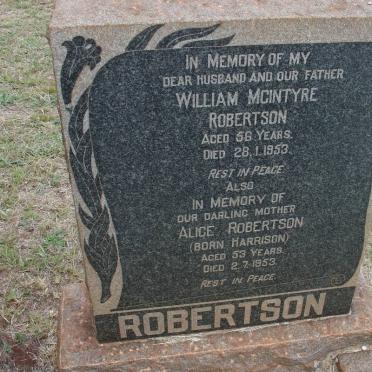 IN MEMORY OF MY
DEAR HUSBAND AND OUR FATHER
WILLIAM MCINTYRE
ROBERTSON
AGED 56 YEARS.
DIED 28.1.1953.
REST IN PEACE
ALSO
IN MEMORY OF
OUR DARLING MOTHER
ALICE ROBERTSON
(BORN HARRISON)
AGED 53 YEARS.
DIED 2.7.1953.
REST IN PEACE.
ROBERTSON